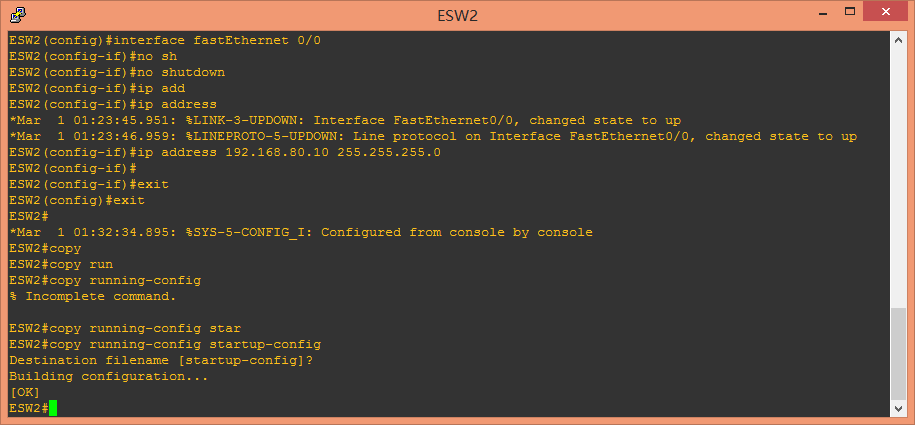 ESW2
ESW2(config)#interface fastEthernet 0/0
ESW2(config-if)#no sh
ESW2(config-if)#no shutdown
ESW2(config-if)#ip add
ESW2(config-if)#ip address
*Mar  1 01:23:45.951: %LINK-3-UPDOWN: Interface FastEthernet0/0, changed state to up
*Mar  1 01:23:46.959: %LINEPROTO-5-UPDOWN: Line protocol on Interface FastEthernet0/0, changed state to up
ESW2(config-if)#ip address 192.168.80.10 255.255.255.0
ESW2(config-if)#
ESW2(config-if)#exit
ESW2(config)#exit
ESW2#
*Mar  1 01:32:34.895: %SYS-5-CONFIG_I: Configured from console by console
ESW2#copy
ESW2#copy run
ESW2#copy running-config
% Incomplete command.
ESW2#copy running-config star
ESW2#copy running-config startup-config
Destination filename [startup-config]?
Building configuration...
[OK]
ESW2#